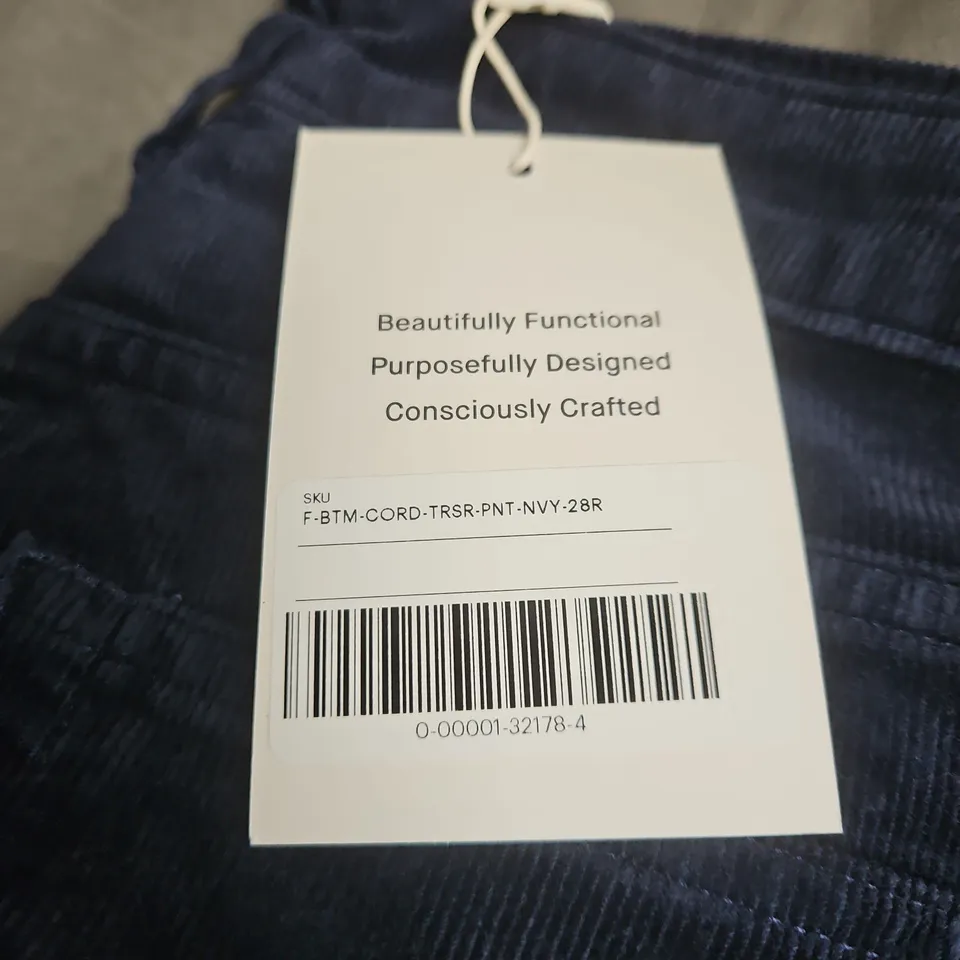 Beautifully Functional
Purposefully Designed
Consciously Crafted
SKU
F-BTM-CORD-TRSR-PNT-NVY-28R
0-00001-32178-4